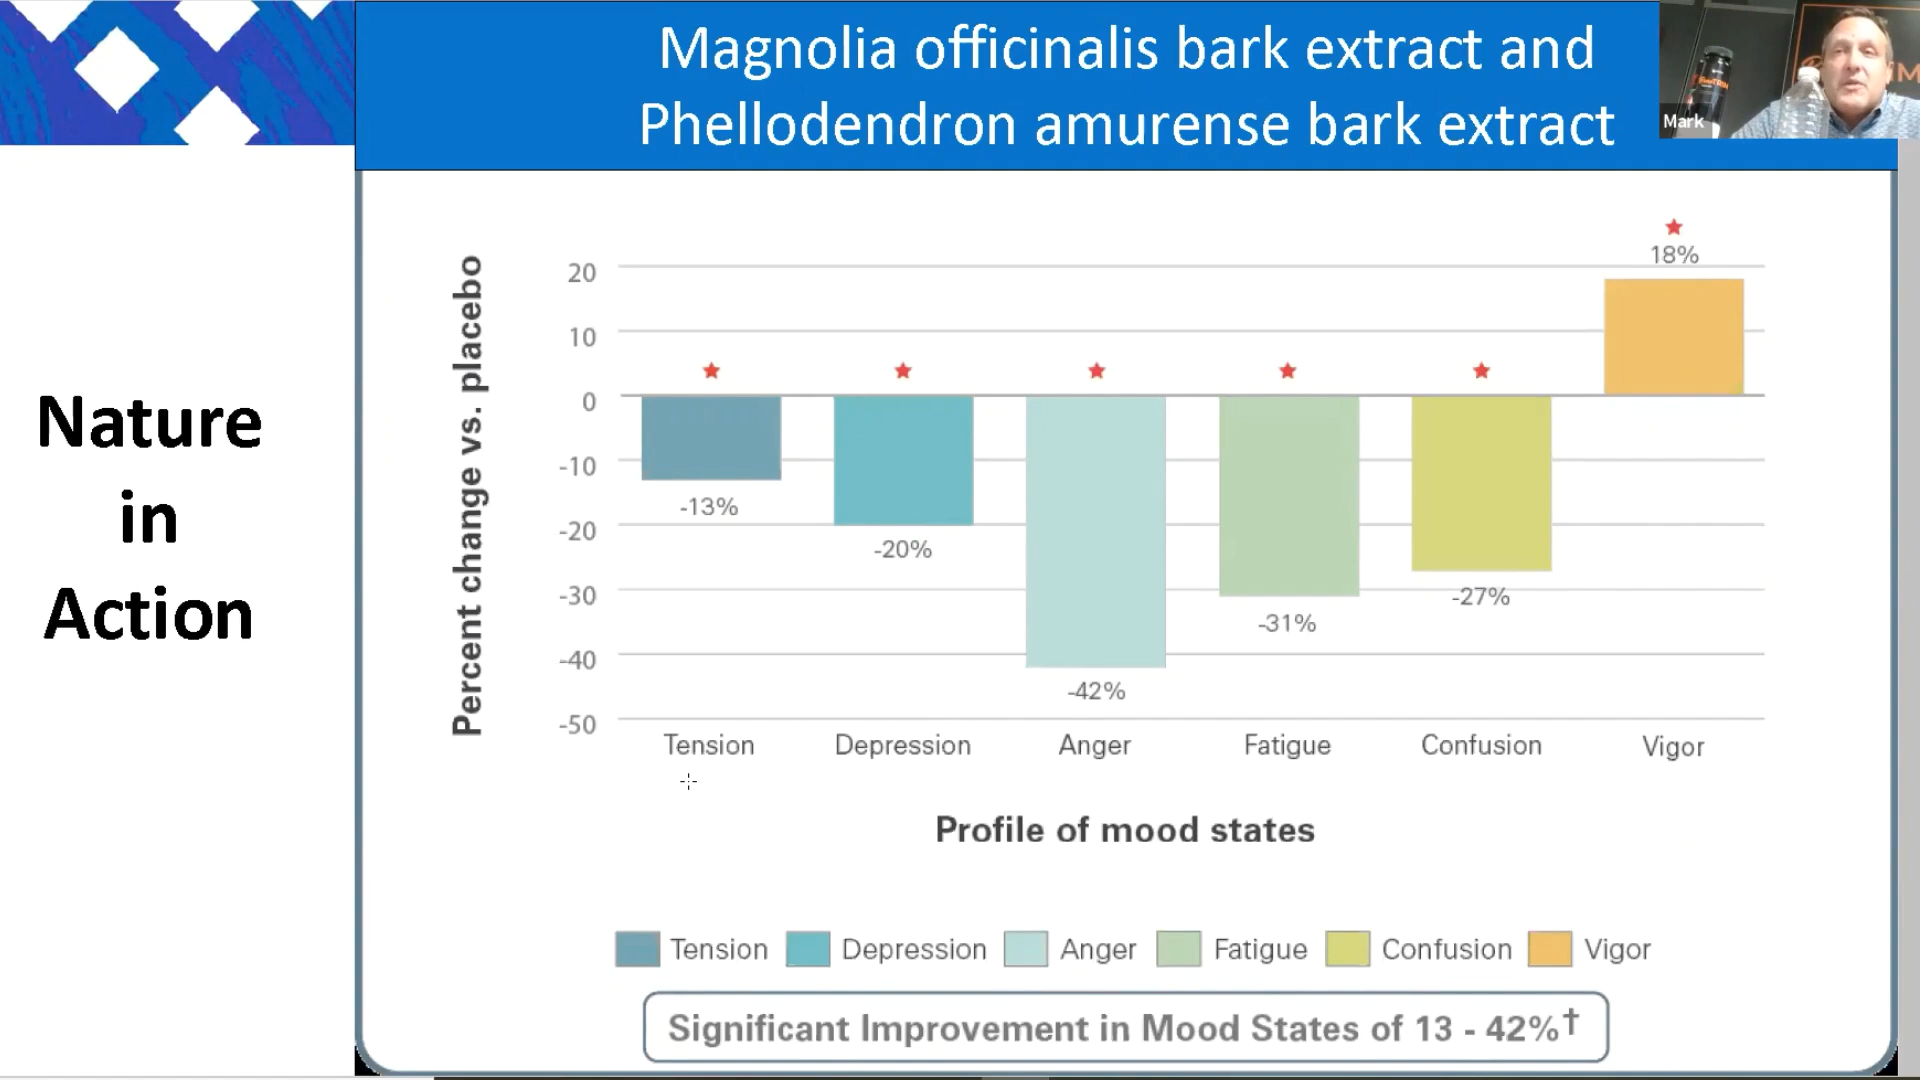 Magnolia officinalis bark extract and
Phellodendron amurense bark extract
Mark
Nature
in
Action
Percent change vs. placebo
20
10
0
-10
-20
-30
-40
-50
-13%
-20%
-42%
-31%
-27%
18%
Tension
Depression
Anger
Fatigue
Confusion
Vigor
Profile of mood states
Tension
Depression
Anger
Fatigue
Confusion
Vigor
Significant Improvement in Mood States of 13 - 42%†